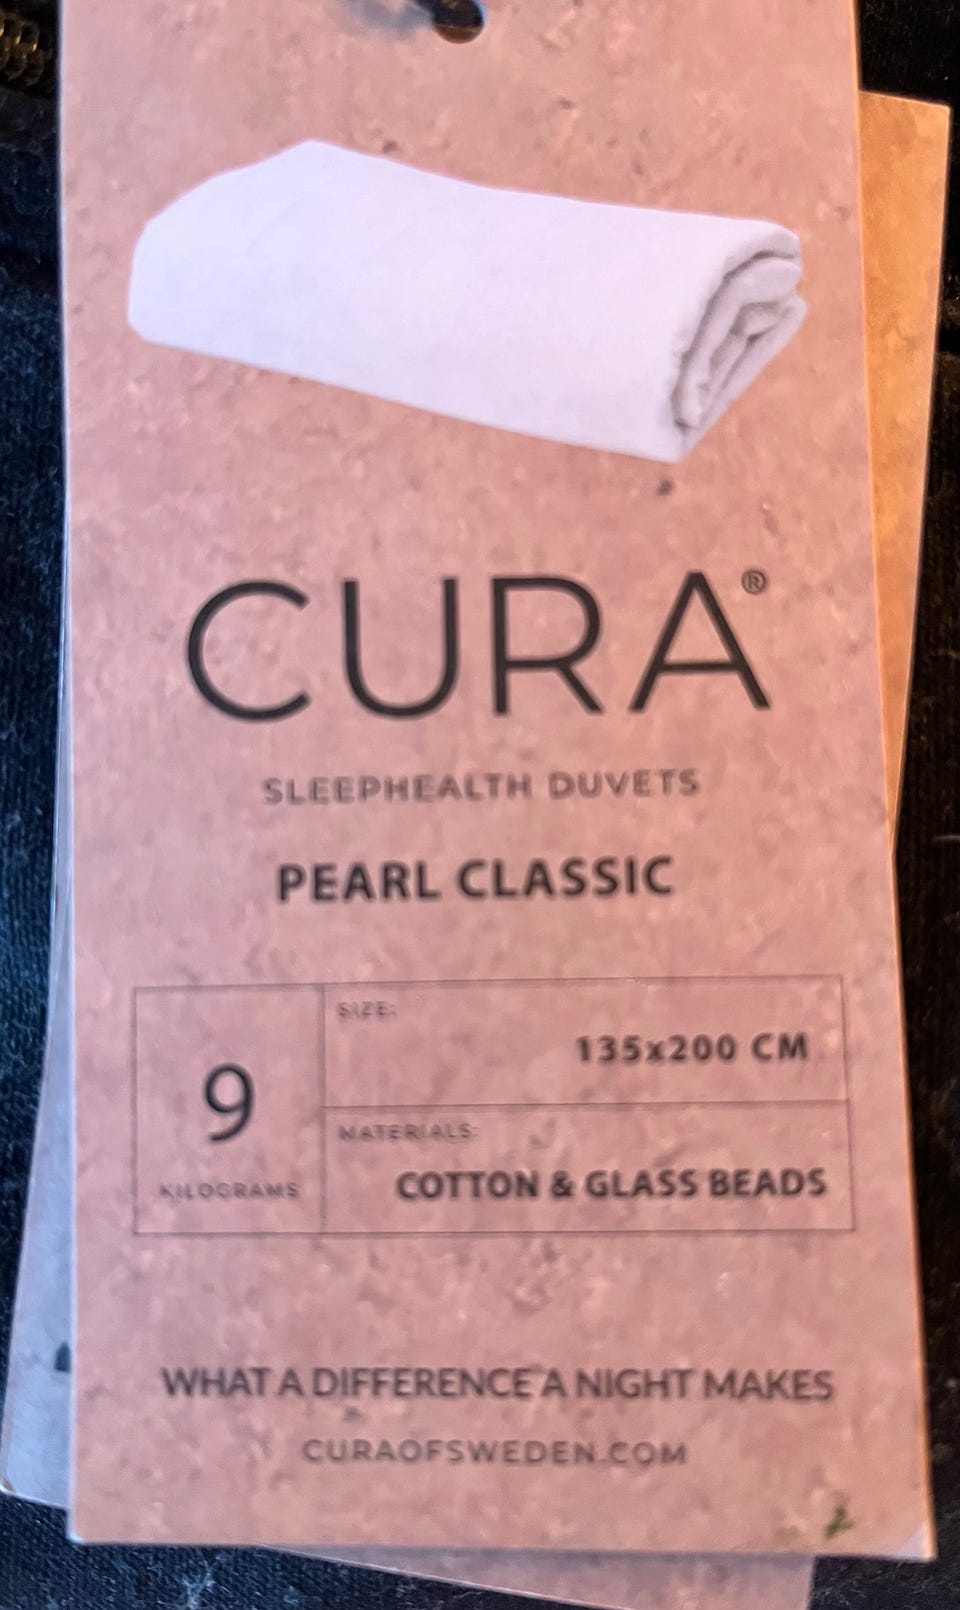 CURA®
SLEEPHEALTH DUVETS
PEARL CLASSIC
9
KILOGRAMS
SIZE:
135x200 CM
MATERIALS:
COTTON & GLASS BEADS
WHAT A DIFFERENCE A NIGHT MAKES
CURAOFSWEDEN.COM